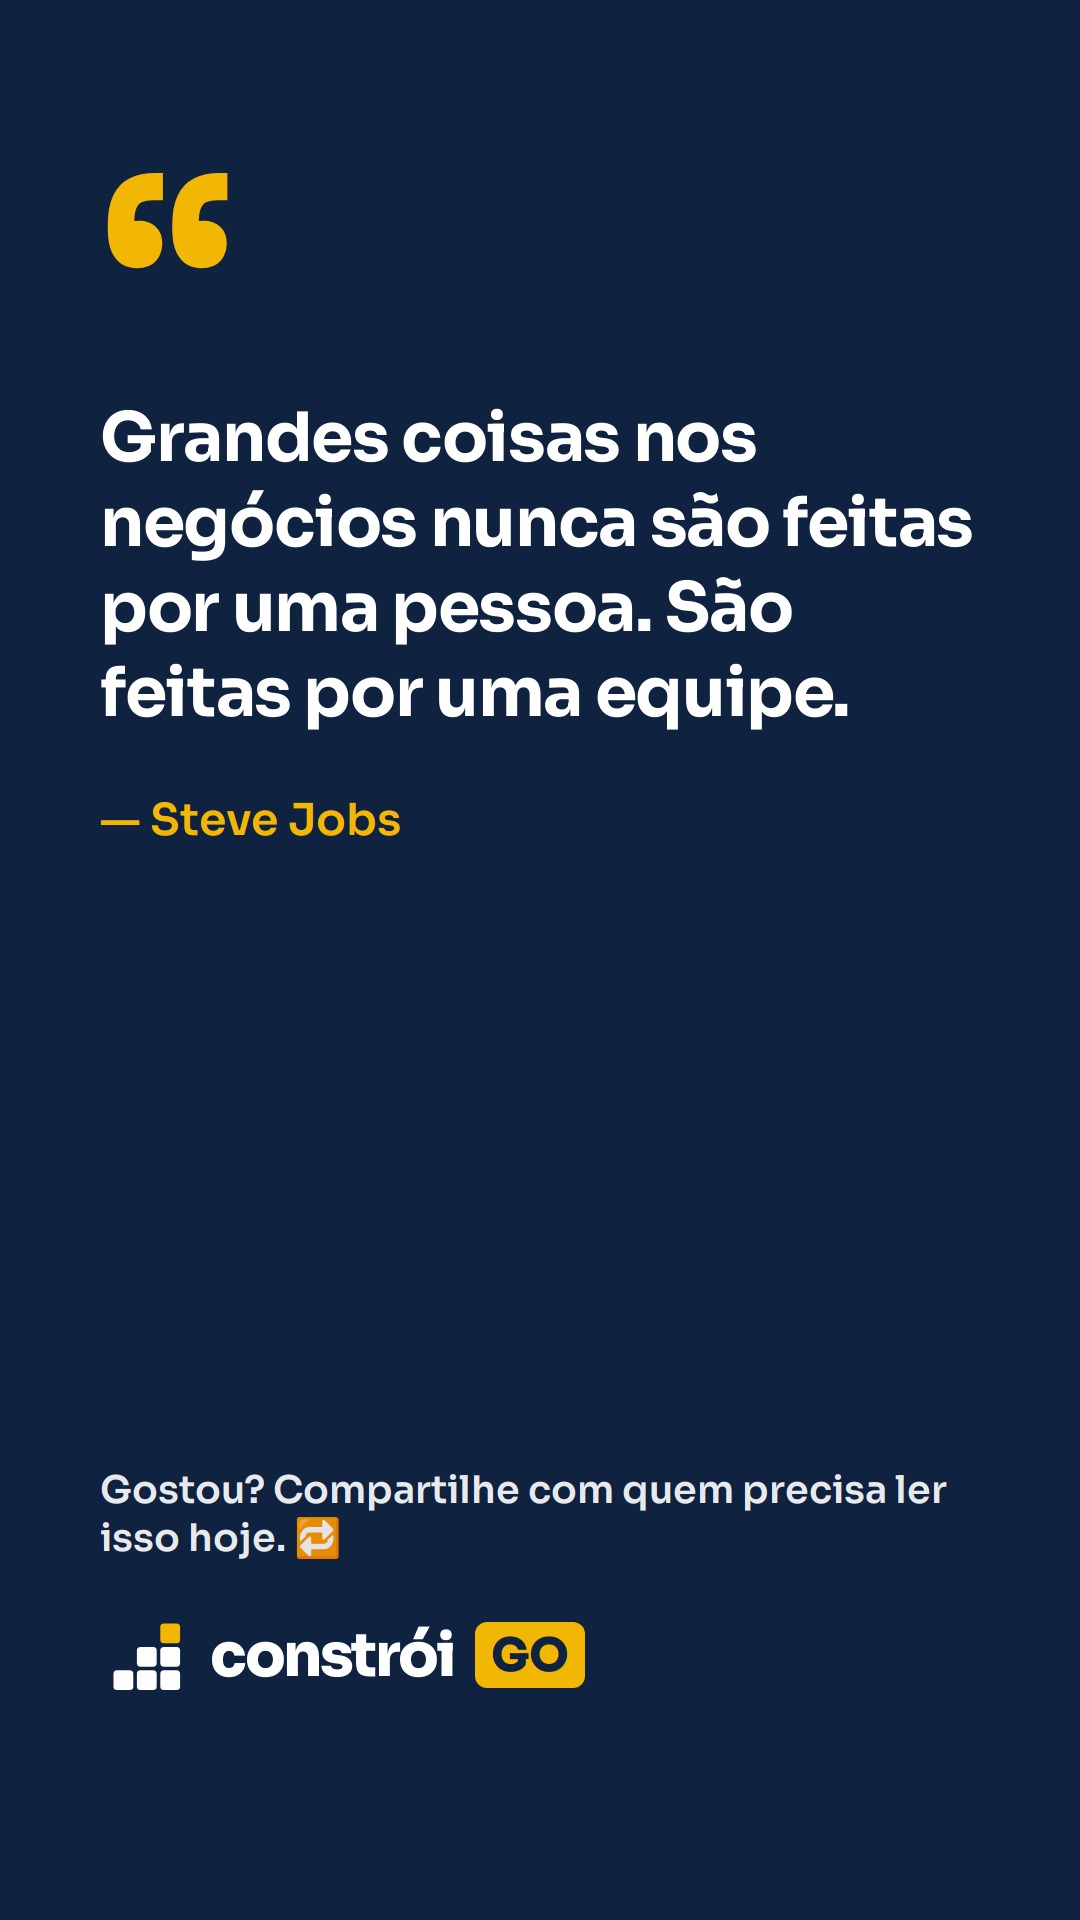 “
Grandes coisas nos
negócios nunca são feitas
por uma pessoa. São
feitas por uma equipe.
— Steve Jobs
Gostou? Compartilhe com quem precisa ler
isso hoje. 🔁
constrói GO